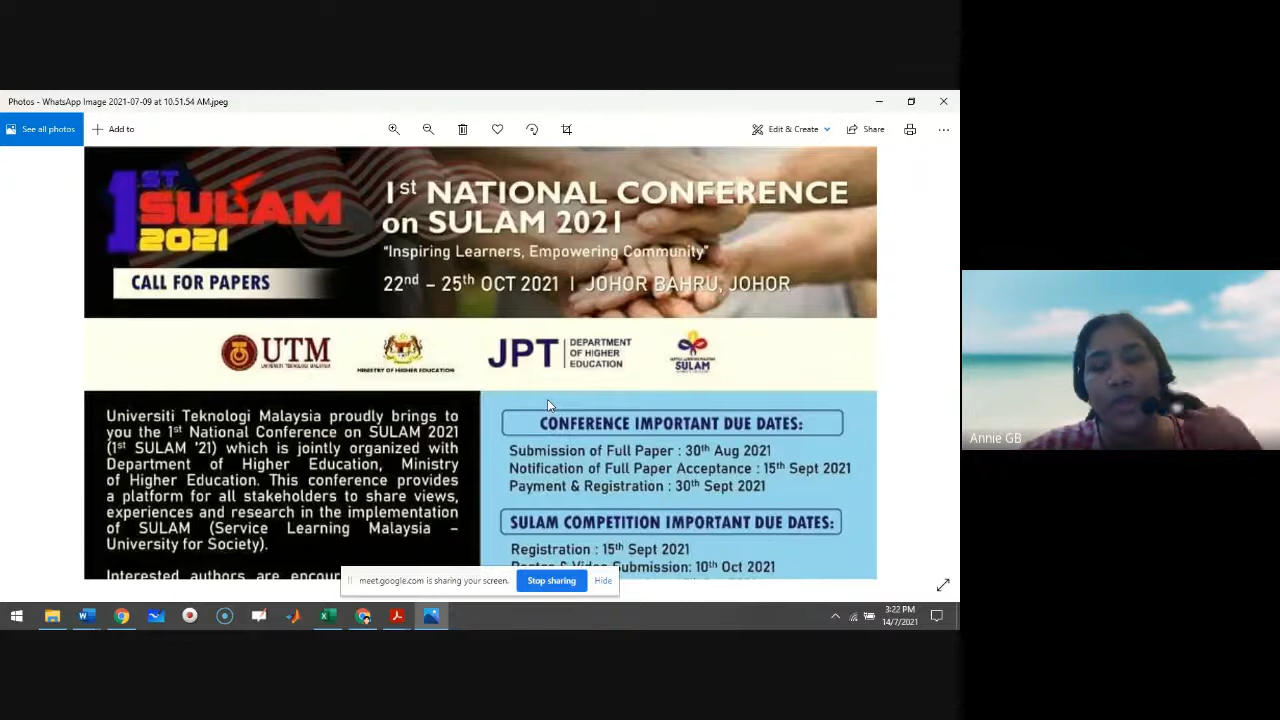 Photos - WhatsApp Image 2021-07-09 at 10.51.54 AM.jpeg
See all photos
Add to
Edit & Create
Share
1ST
SULAM
2021
CALL FOR PAPERS
1st NATIONAL CONFERENCE
on SULAM 2021
"Inspiring Learners, Empowering Community"
22nd – 25th OCT 2021 | JOHOR BAHRU, JOHOR
UTM
UNIVERSITI TEKNOLOGI MALAYSIA
MINISTRY OF HIGHER EDUCATION
JPT
DEPARTMENT
OF HIGHER
EDUCATION
SULAM
Universiti Teknologi Malaysia proudly brings to
you the 1st National Conference on SULAM 2021
(1st SULAM '21) which is jointly organized with
Department of Higher Education, Ministry
of Higher Education. This conference provides
a platform for all stakeholders to share views,
experiences and research in the implementation
of SULAM (Service Learning Malaysia –
University for Society).
Interested authors are
CONFERENCE IMPORTANT DUE DATES:
Submission of Full Paper : 30th Aug 2021
Notification of Full Paper Acceptance : 15th Sept 2021
Payment & Registration : 30th Sept 2021
SULAM COMPETITION IMPORTANT DUE DATES:
Registration : 15th Sept 2021
Submission: 10th Oct 2021
meet.google.com is sharing your screen.
Stop sharing
Hide
3:22 PM
14/7/2021
Annie GB